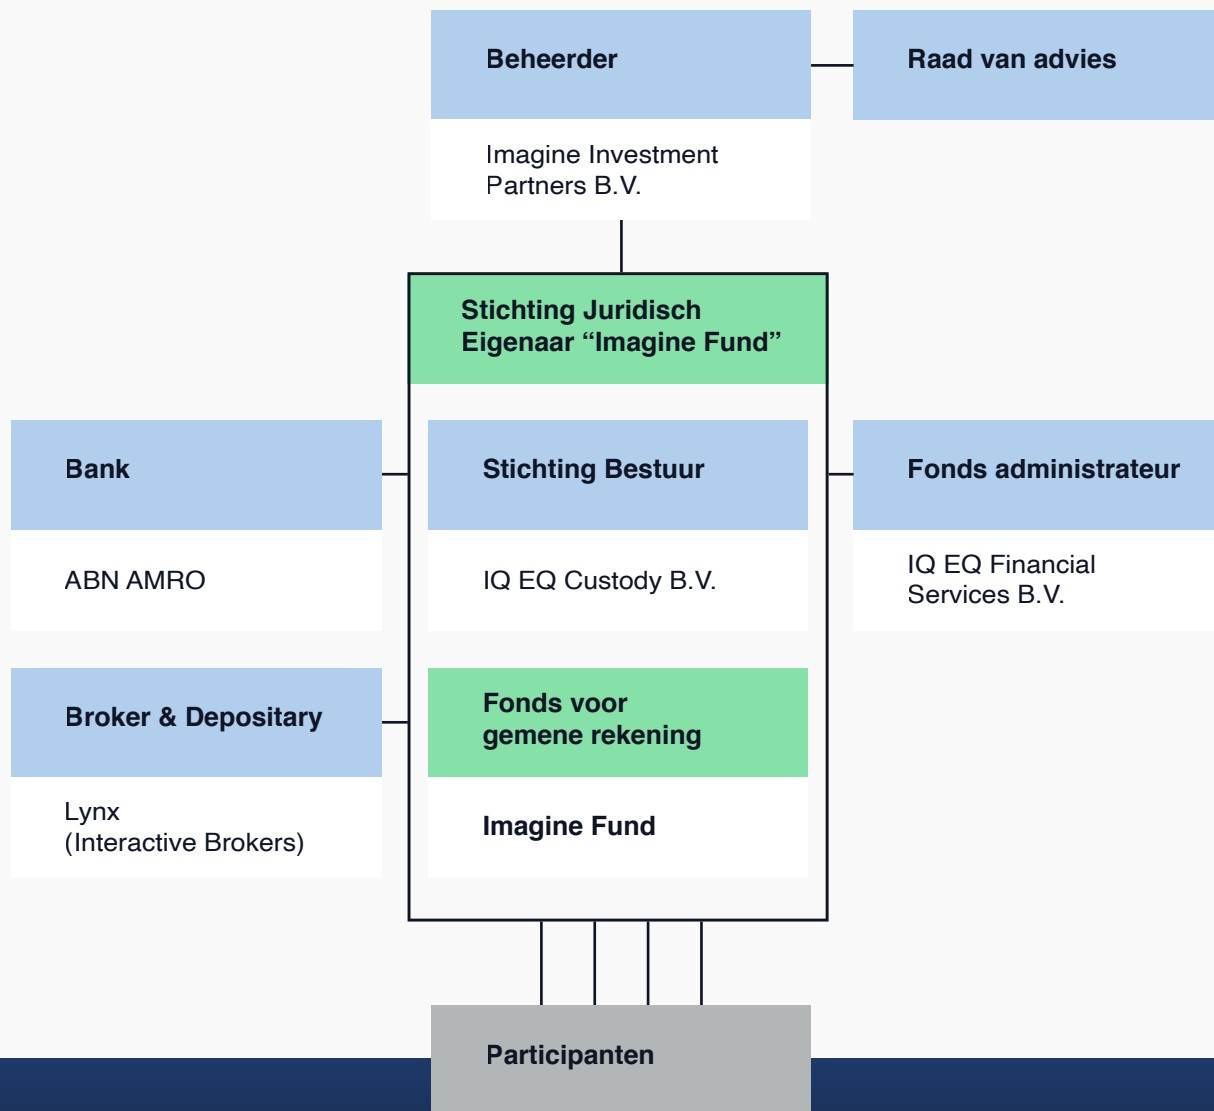 Beheerder
Raad van advies
Imagine Investment
Partners B.V.
Stichting Juridisch
Eigenaar “Imagine Fund”
Bank
Stichting Bestuur
Fonds administrateur
ABN AMRO
IQ EQ Custody B.V.
IQ EQ Financial
Services B.V.
Broker & Depositary
Fonds voor
gemene rekening
Lynx
(Interactive Brokers)
Imagine Fund
Participanten